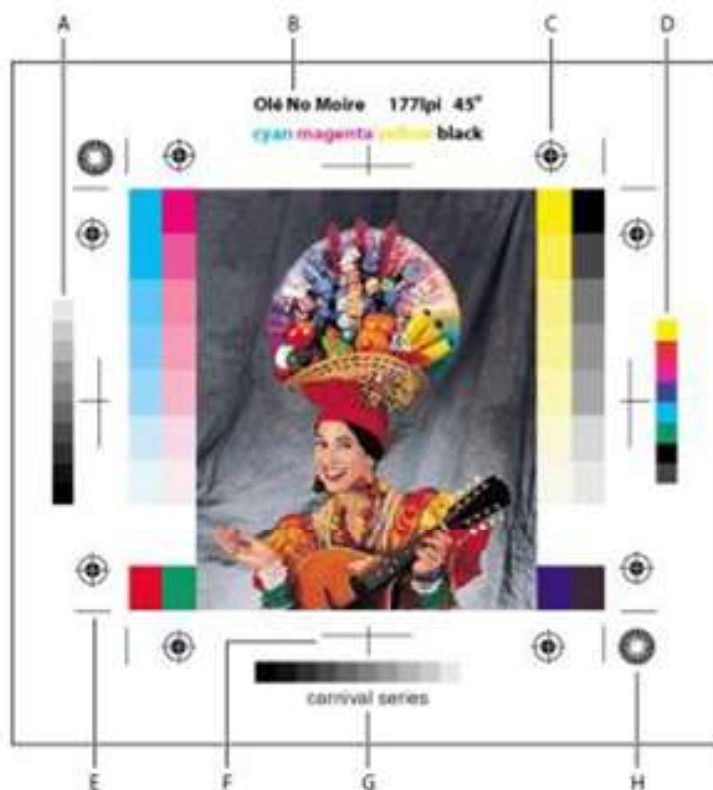 A B C D
Olé No Moire 177lpi 45°
cyan magenta yellow black
carnival series
E F G H